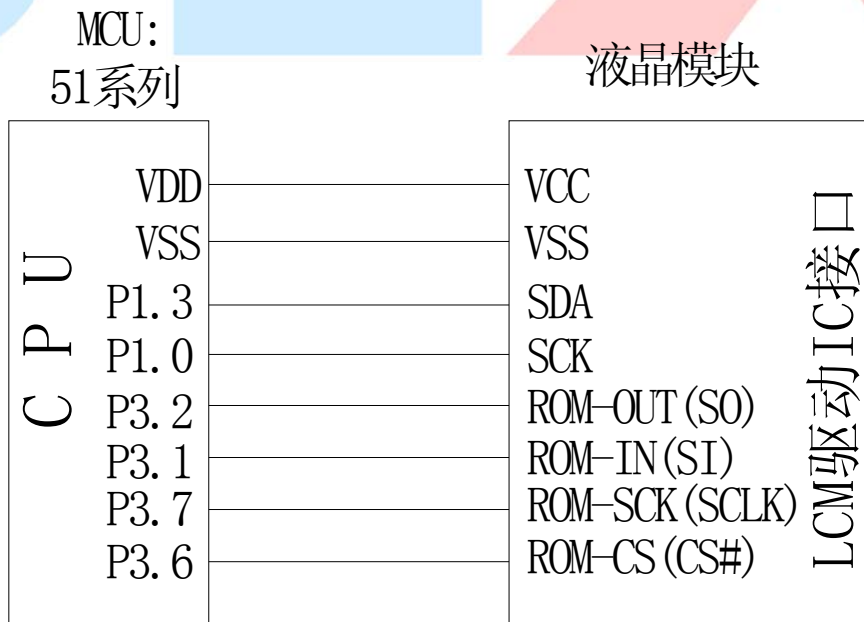 MCU:
51系列
液晶模块
CPU
VDD
VSS
P1.3
P1.0
P3.2
P3.1
P3.7
P3.6
VCC
VSS
SDA
SCK
ROM-OUT(SO)
ROM-IN(SI)
ROM-SCK(SCLK)
ROM-CS(CS#)
LCM驱动IC接口